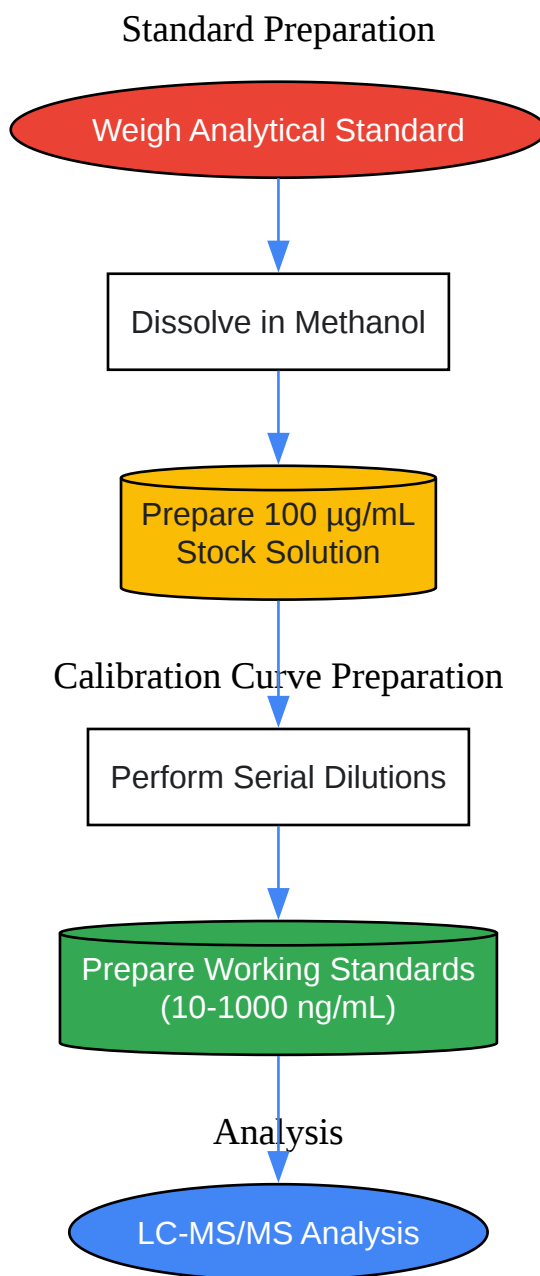 Standard Preparation
Weigh Analytical Standard
Dissolve in Methanol
Prepare 100 µg/mL
Stock Solution
Calibration Curve Preparation
Perform Serial Dilutions
Prepare Working Standards
(10-1000 ng/mL)
Analysis
LC-MS/MS Analysis